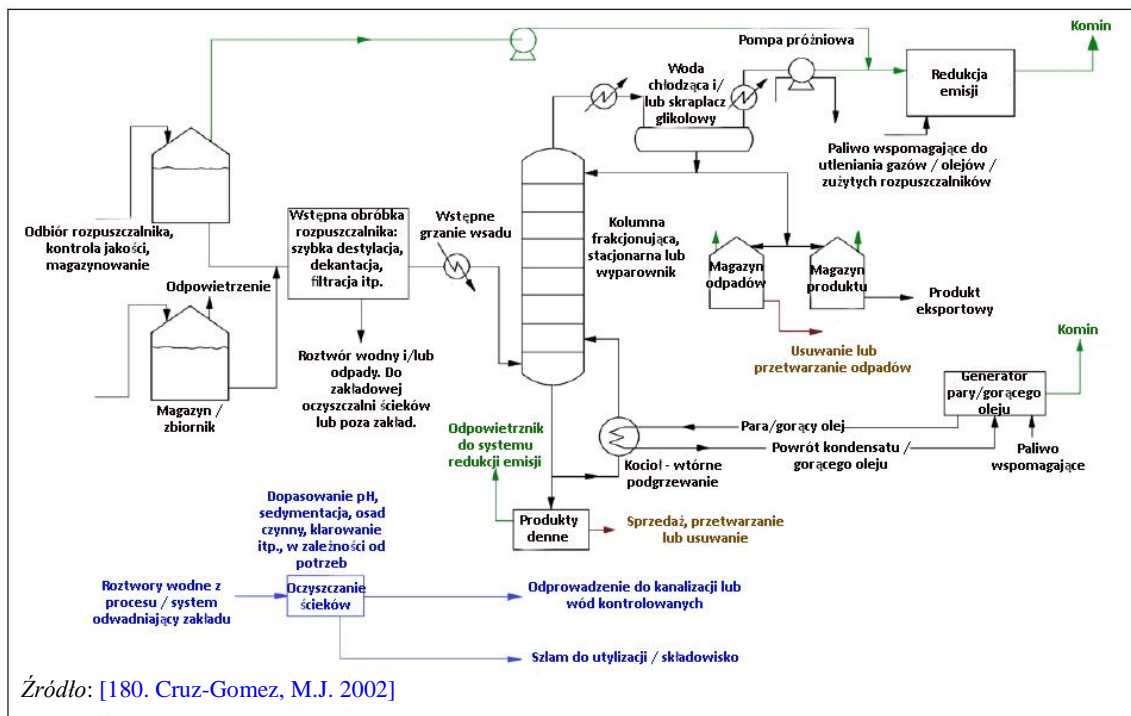 Komin
Pompa próżniowa
Woda
chłodząca i/
lub skraplacz
glikolowy
Redukcja
emisji
Paliwo wspomagające do
utleniania gazów / olejów /
zużytych rozpuszczalników
Odbiór rozpuszczalnika,
kontrola jakości,
magazynowanie
Wstępna obróbka
rozpuszczalnika:
szybka destylacja,
dekantacja,
filtracja itp.
Wstępne
grzanie wsadu
Kolumna
frakcjonująca,
stacjonarna lub
wyparownik
Magazyn
odpadów
Magazyn
produktu
Produkt
eksportowy
Odpowietrzenie
Magazyn /
zbiornik
Roztwór wodny i/lub
odpady. Do
zakładowej
oczyszczalni ścieków
lub poza zakład.
Usuwanie lub
przetwarzanie odpadów
Komin
Generator
pary/gorącego
oleju
Para/gorący olej
Powrót kondensatu /
gorącego oleju
Paliwo
wspomagające
Odpowietrznik
do systemu
redukcji emisji
Kocioł - wtórne
podgrzewanie
Produkty
denne
Sprzedaż, przetwarzanie
lub usuwanie
Dopasowanie pH,
sedymentacja, osad
czynny, klarowanie
itp., w zależności od
potrzeb
Roztwory wodne z
procesu / system
odwadniający zakładu
Oczyszczanie
ścieków
Odprowadzenie do kanalizacji lub
wód kontrolowanych
Szlam do utylizacji / składowisko
Źródło: [180. Cruz-Gomez, M.J. 2002]